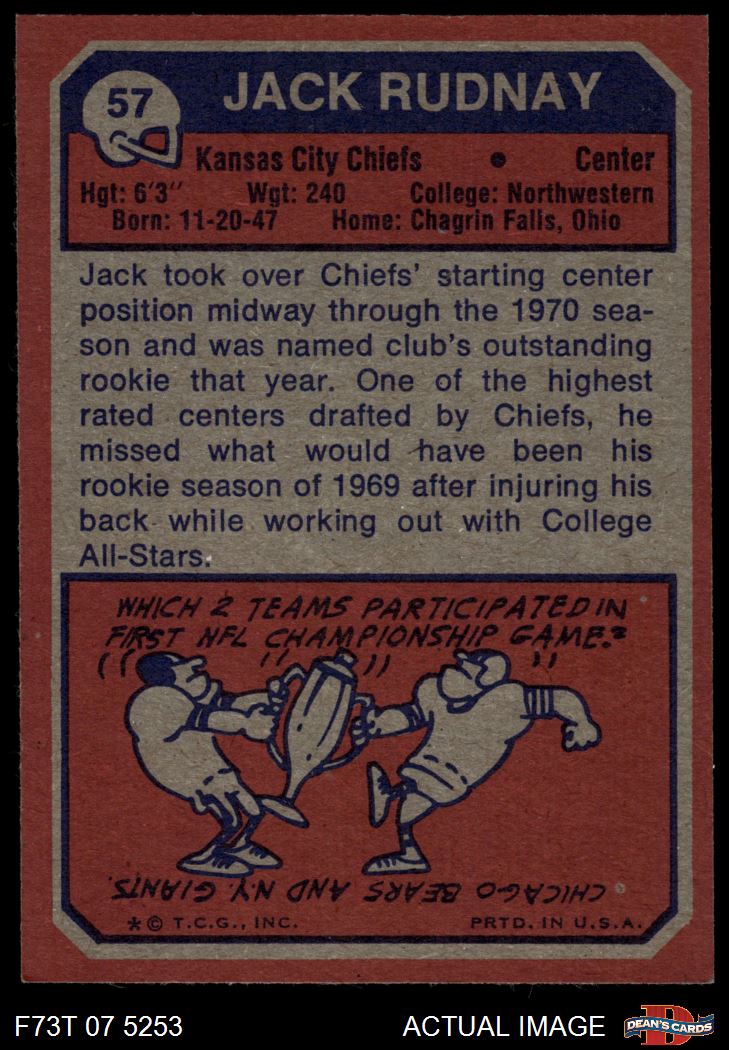 57
JACK RUDNAY
Kansas City Chiefs • Center
Hgt: 6'3" Wgt: 240 College: Northwestern
Born: 11-20-47 Home: Chagrin Falls, Ohio
Jack took over Chiefs' starting center
position midway through the 1970 sea-
son and was named club's outstanding
rookie that year. One of the highest
rated centers drafted by Chiefs, he
missed what would have been his
rookie season of 1969 after injuring his
back while working out with College
All-Stars.
WHICH 2 TEAMS PARTICIPATED IN
FIRST NFL CHAMPIONSHIP GAME?
CHICAGO BEARS AND N.Y. GIANTS.
*© T.C.G., INC. PRTD. IN U.S.A.
F73T 07 5253 ACTUAL IMAGE
DEAN'S CARDS